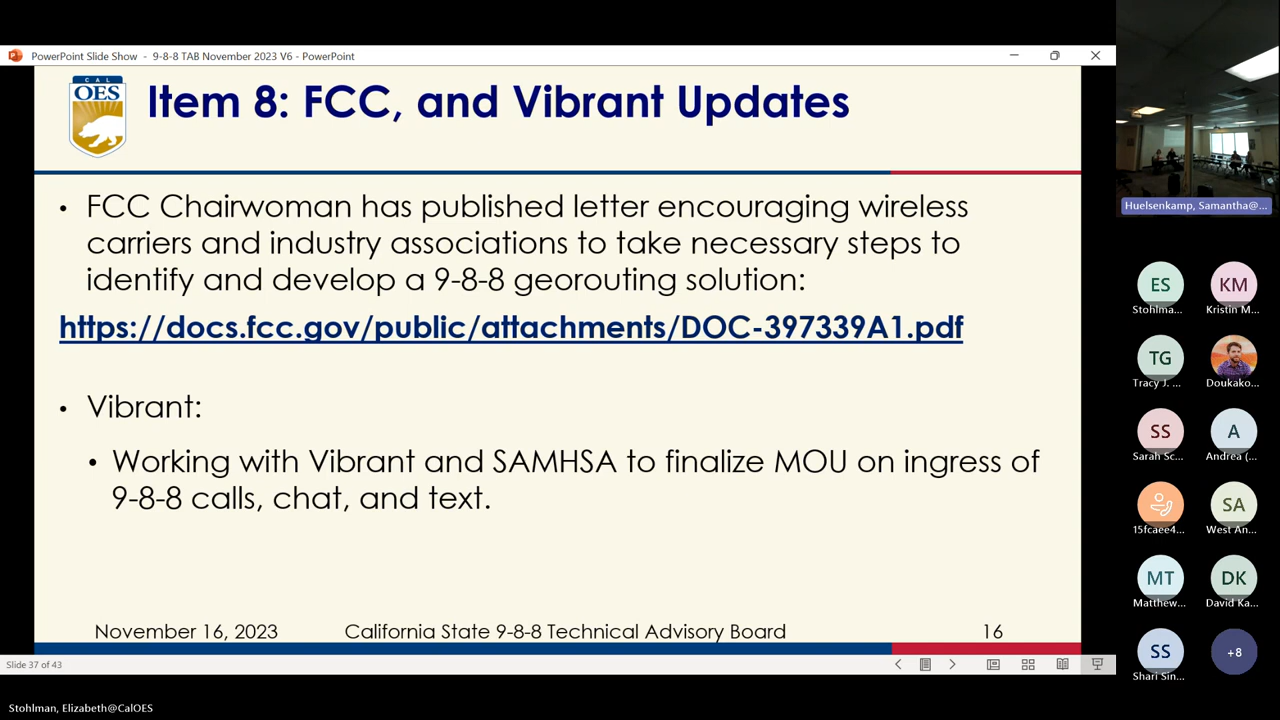 PowerPoint Slide Show - 9-8-8 TAB November 2023 V6 - PowerPoint
CAL
OES
Item 8: FCC, and Vibrant Updates
• FCC Chairwoman has published letter encouraging wireless
carriers and industry associations to take necessary steps to
identify and develop a 9-8-8 georouting solution:
https://docs.fcc.gov/public/attachments/DOC-397339A1.pdf
• Vibrant:
• Working with Vibrant and SAMHSA to finalize MOU on ingress of
9-8-8 calls, chat, and text.
November 16, 2023 California State 9-8-8 Technical Advisory Board 16
Slide 37 of 43
Stohlman, Elizabeth@CalOES
Huelsenkamp, Samantha@...
ES KM
Stohlma... Kristin M...
TG
Tracy J. ... Doukako...
SS A
Sarah Sc... Andrea (...
SA
15fcaee4... West An...
MT DK
Matthew... David Ka...
SS +8
Shari Sin...